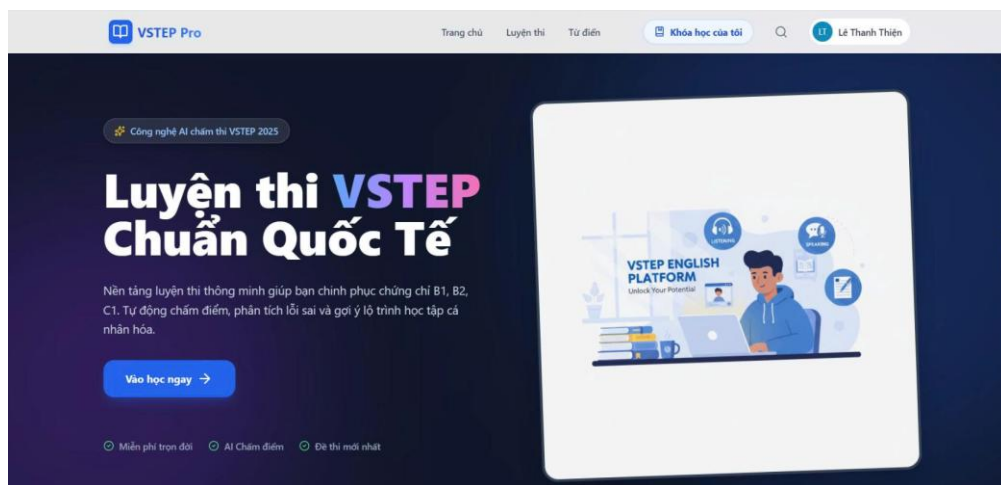 VSTEP Pro
Trang chủ
Luyện thi
Từ điển
Khóa học của tôi
LT
Lê Thanh Thiện
Công nghệ AI chấm thi VSTEP 2025
Luyện thi VSTEP
Chuẩn Quốc Tế
Nền tảng luyện thi thông minh giúp bạn chinh phục chứng chỉ B1, B2,
C1. Tự động chấm điểm, phân tích lỗi sai và gợi ý lộ trình học tập cá
nhân hóa.
Vào học ngay
Miễn phí trọn đời
AI Chấm điểm
Đề thi mới nhất
LISTENING
SPEAKING
VSTEP ENGLISH
PLATFORM
Unlock Your Potential